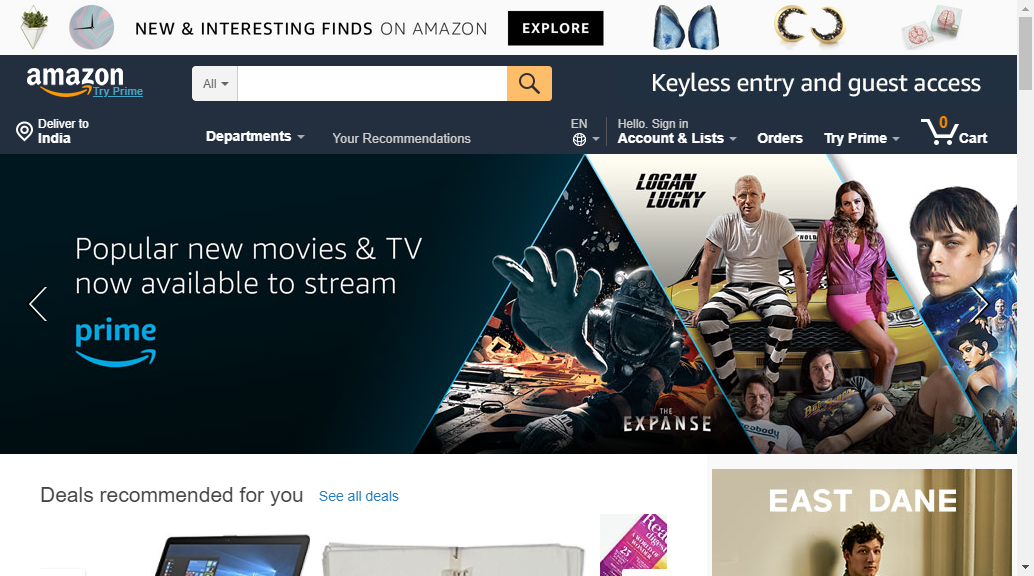 NEW & INTERESTING FINDS ON AMAZON
EXPLORE
amazon
Try Prime
All
Keyless entry and guest access
Deliver to
India
Departments
Your Recommendations
EN
Hello. Sign in
Account & Lists
Orders
Try Prime
0
Cart
Popular new movies & TV
now available to stream
prime
LOGAN
LUCKY
THE
EXPANSE
Deals recommended for you
See all deals
EAST DANE